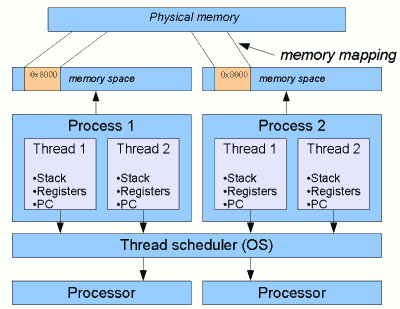 Physical memory
memory mapping
0x8000 memory space
0x8000 memory space
Process 1
Process 2
Thread 1
•Stack
•Registers
•PC
Thread 2
•Stack
•Registers
•PC
Thread 1
•Stack
•Registers
•PC
Thread 2
•Stack
•Registers
•PC
Thread scheduler (OS)
Processor
Processor